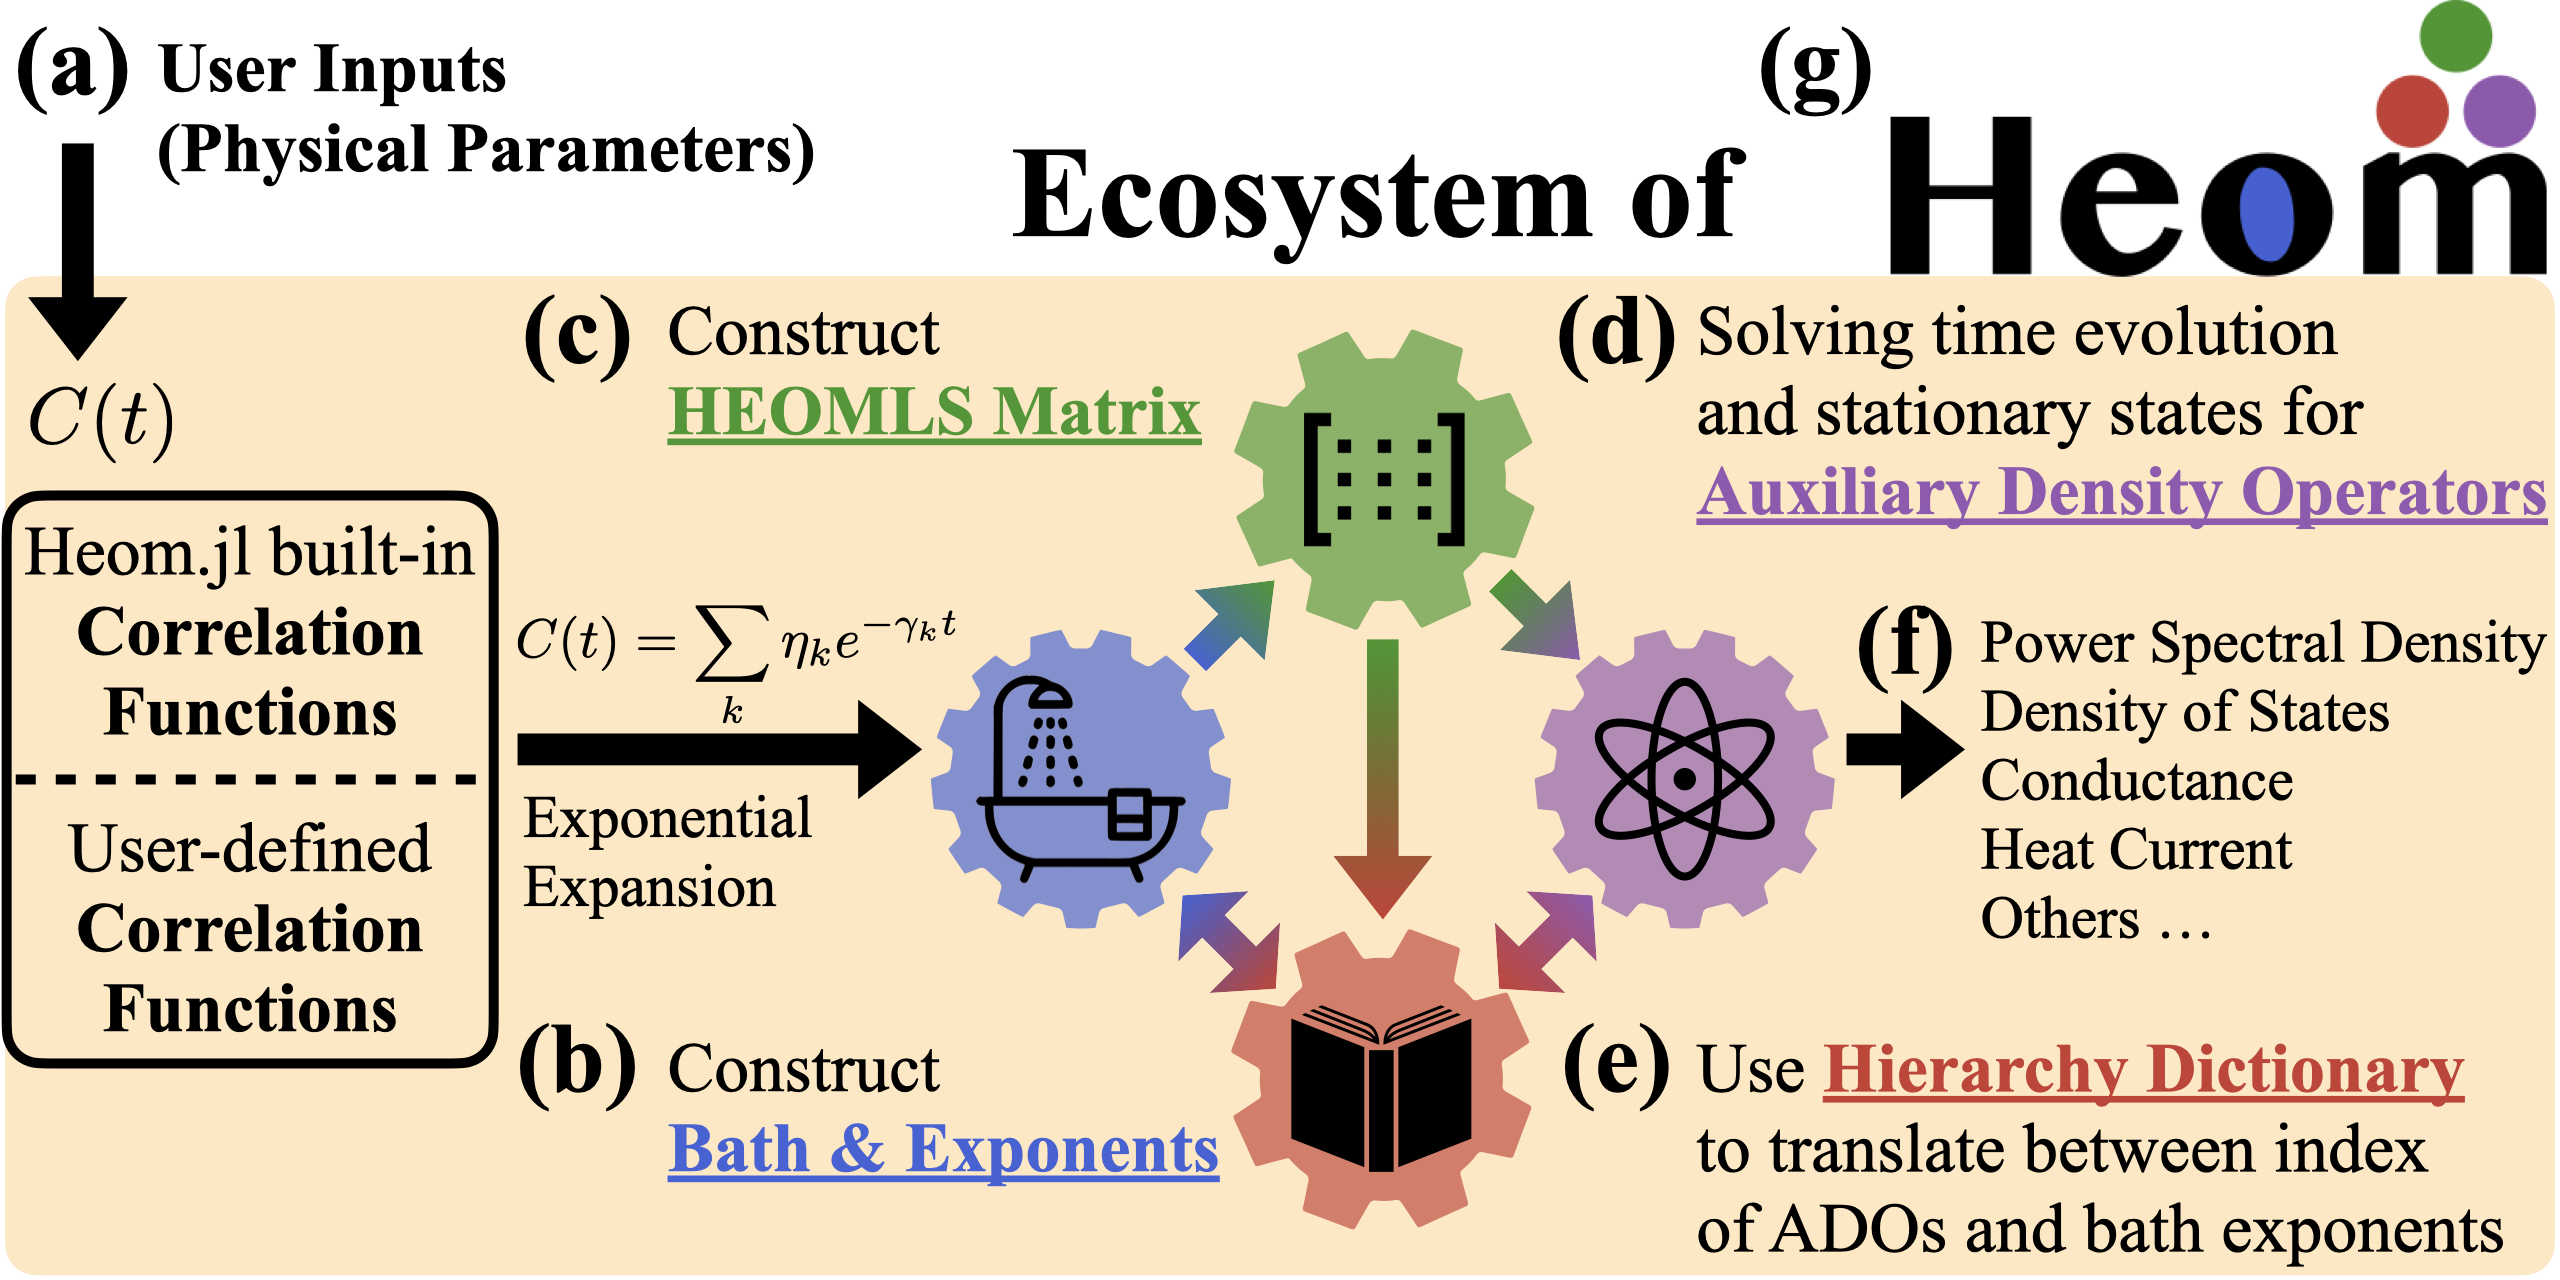 (a) User Inputs
(Physical Parameters)
Ecosystem of
(g) Heom
C(t)
Heom.jl built-in
Correlation
Functions
User-defined
Correlation
Functions
C(t) = ∑_k η_k e^{−γ_k t}
Exponential
Expansion
(b) Construct
Bath & Exponents
(c) Construct
HEOMLS Matrix
(d) Solving time evolution
and stationary states for
Auxiliary Density Operators
(f) Power Spectral Density
Density of States
Conductance
Heat Current
Others …
(e) Use Hierarchy Dictionary
to translate between index
of ADOs and bath exponents